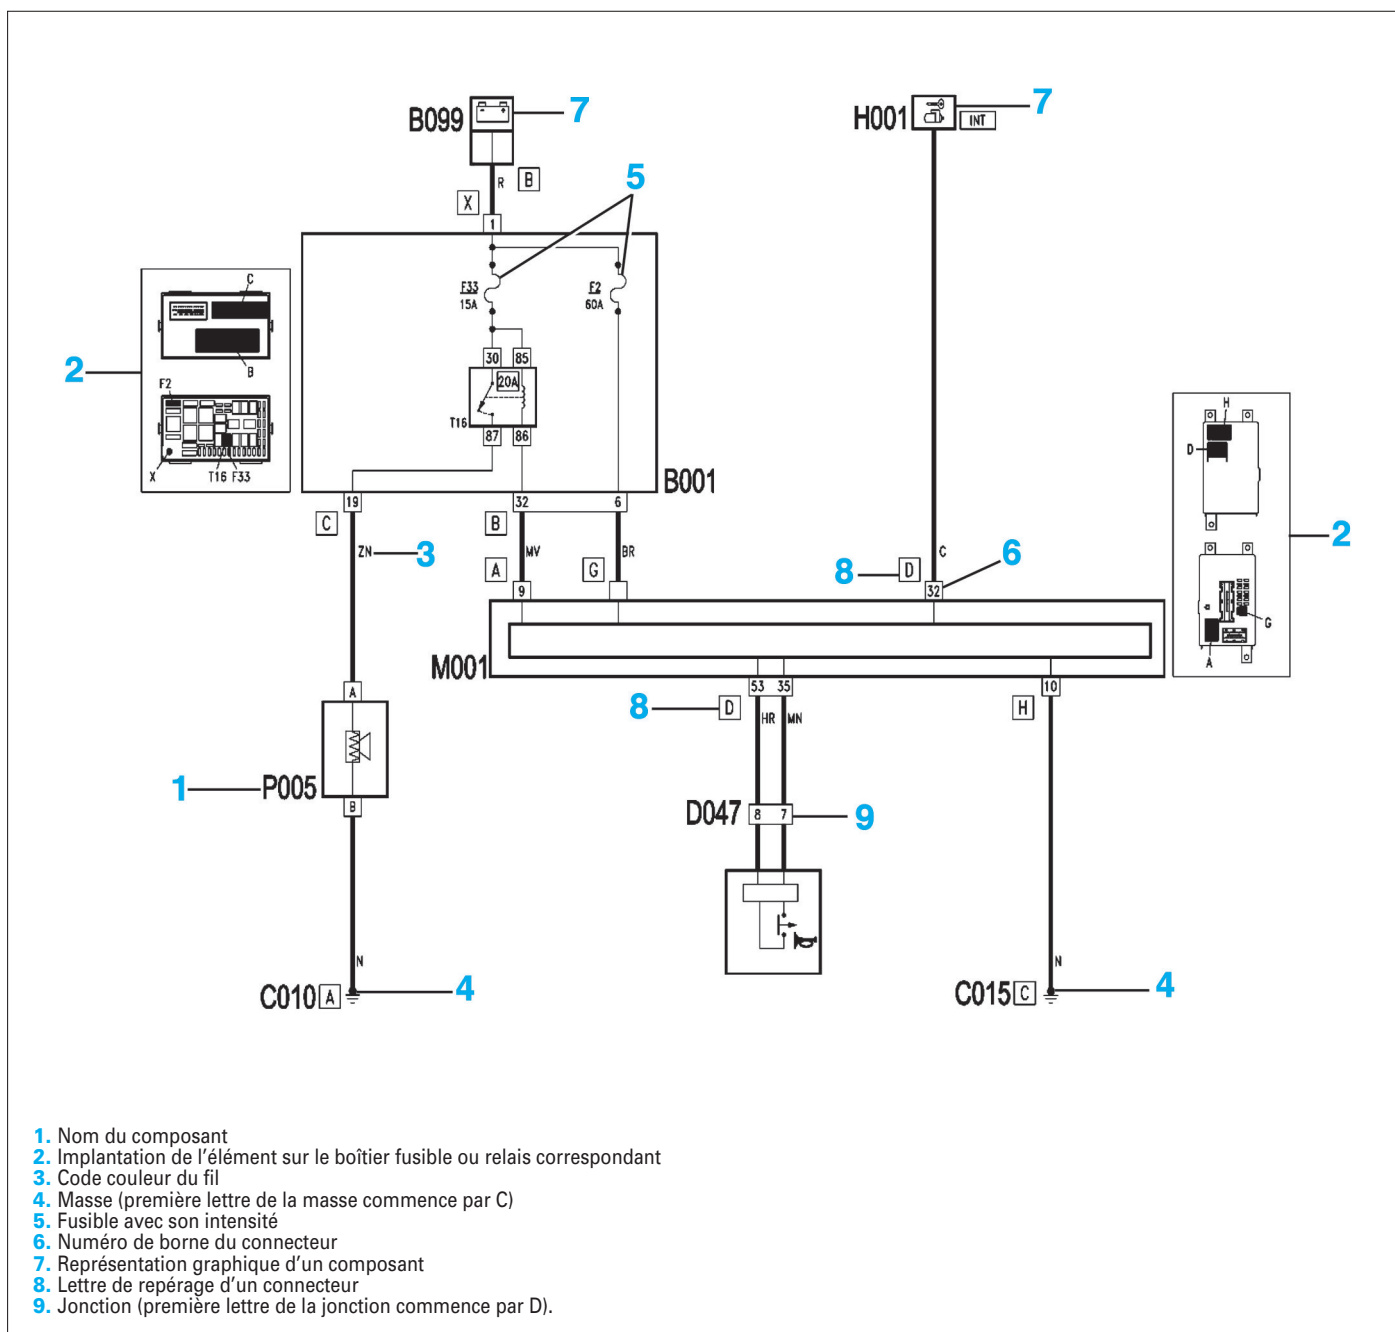 B099
7
H001
INT
7
R
B
X
5
1
C
B
F2
X
T16 F33
2
F33
15A
F2
60A
30
85
20A
T16
87
86
B001
19
32
6
C
B
ZN
3
MV
BR
A
G
9
C
8
D
6
32
H
D
G
A
2
M001
53
35
10
8
D
HR
MN
H
A
1
P005
B
D047
8
7
9
N
C010
A
4
N
C015
C
4
1. Nom du composant
2. Implantation de l'élément sur le boîtier fusible ou relais correspondant
3. Code couleur du fil
4. Masse (première lettre de la masse commence par C)
5. Fusible avec son intensité
6. Numéro de borne du connecteur
7. Représentation graphique d'un composant
8. Lettre de repérage d'un connecteur
9. Jonction (première lettre de la jonction commence par D).